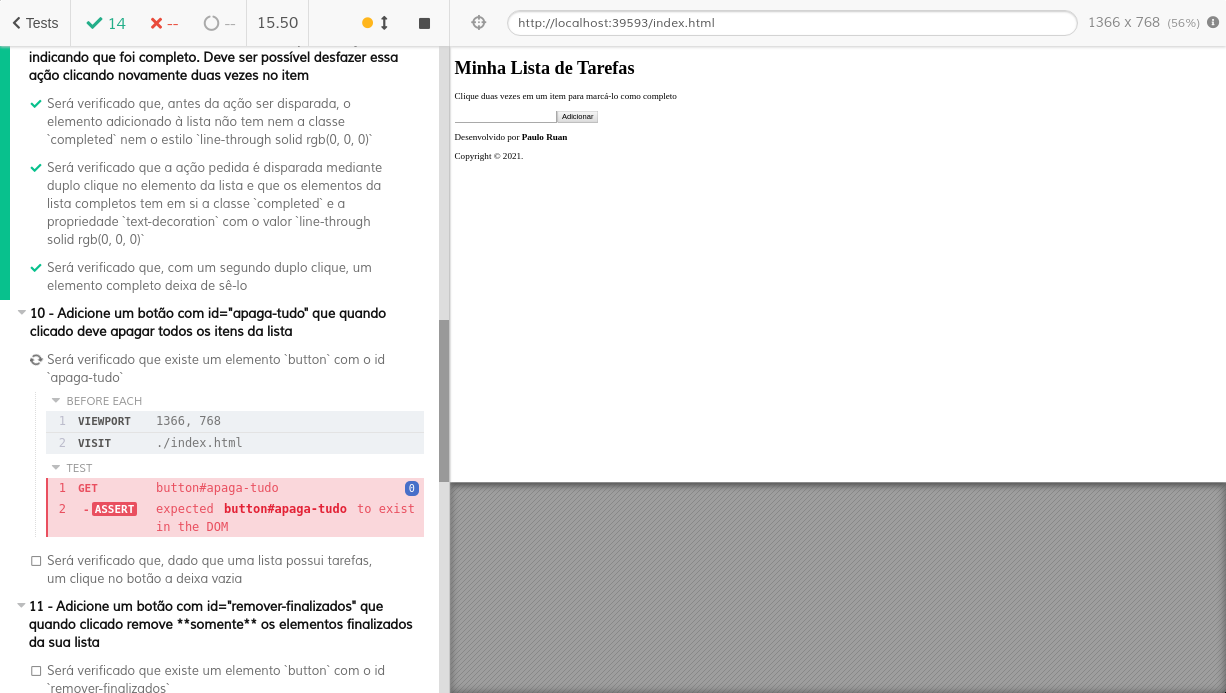 Tests
14
--
--
15.50
http://localhost:39593/index.html
1366 x 768 (56%)
indicando que foi completo. Deve ser possível desfazer essa
ação clicando novamente duas vezes no item
Será verificado que, antes da ação ser disparada, o
elemento adicionado à lista não tem nem a classe
`completed` nem o estilo `line-through solid rgb(0, 0, 0)`
Será verificado que a ação pedida é disparada mediante
duplo clique no elemento da lista e que os elementos da
lista completos tem em si a classe `completed` e a
propriedade `text-decoration` com o valor `line-through
solid rgb(0, 0, 0)`
Será verificado que, com um segundo duplo clique, um
elemento completo deixa de sê-lo
10 - Adicione um botão com id="apaga-tudo" que quando
clicado deve apagar todos os itens da lista
Será verificado que existe um elemento `button` com o id
`apaga-tudo`
BEFORE EACH
1 VIEWPORT 1366, 768
2 VISIT ./index.html
TEST
1 GET button#apaga-tudo 0
2 -ASSERT expected button#apaga-tudo to exist
in the DOM
Será verificado que, dado que uma lista possui tarefas,
um clique no botão a deixa vazia
11 - Adicione um botão com id="remover-finalizados" que
quando clicado remove **somente** os elementos finalizados
da sua lista
Será verificado que existe um elemento `button` com o id
`remover-finalizados`
Minha Lista de Tarefas
Clique duas vezes em um item para marcá-lo como completo
Adicionar
Desenvolvido por Paulo Ruan
Copyright © 2021.